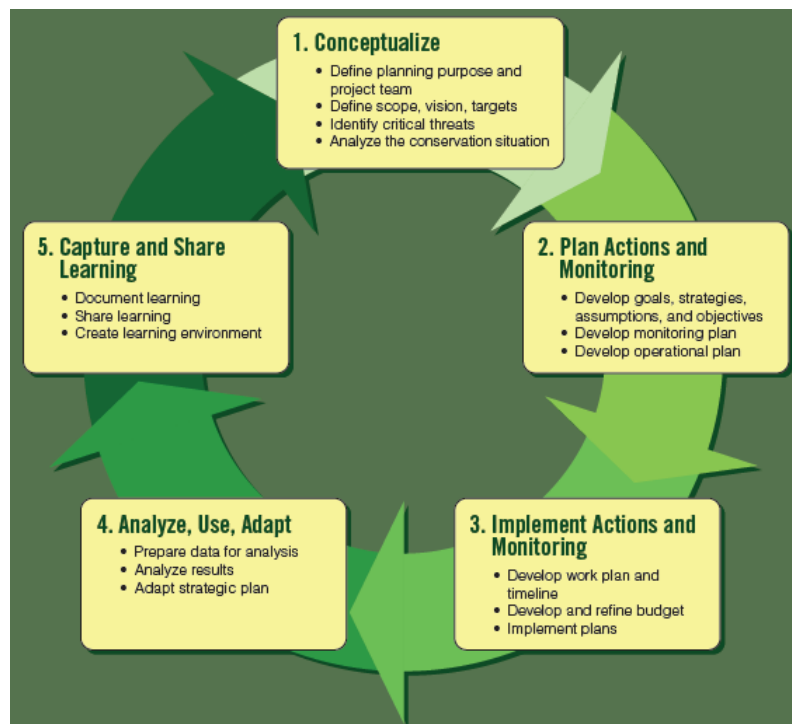 1. Conceptualize
• Define planning purpose and
project team
• Define scope, vision, targets
• Identify critical threats
• Analyze the conservation situation
2. Plan Actions and
Monitoring
• Develop goals, strategies,
assumptions, and objectives
• Develop monitoring plan
• Develop operational plan
3. Implement Actions and
Monitoring
• Develop work plan and
timeline
• Develop and refine budget
• Implement plans
4. Analyze, Use, Adapt
• Prepare data for analysis
• Analyze results
• Adapt strategic plan
5. Capture and Share
Learning
• Document learning
• Share learning
• Create learning environment